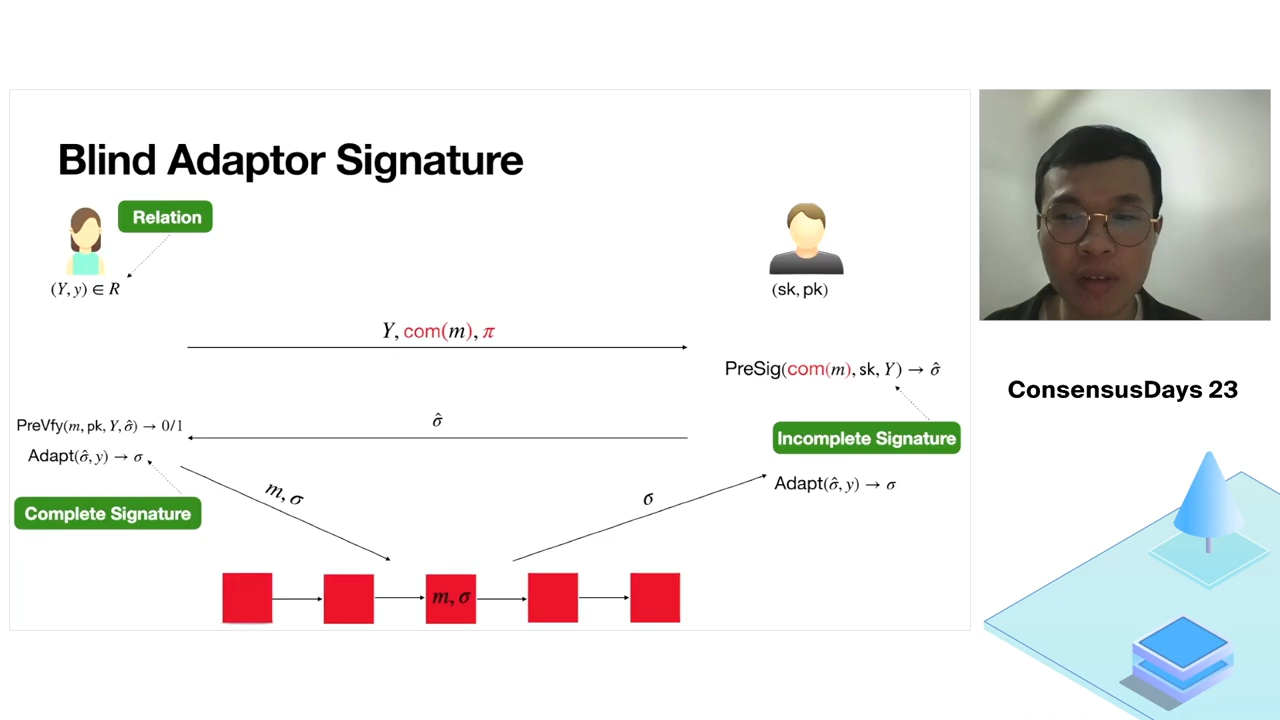 Blind Adaptor Signature
Relation
(Y, y) ∈ R
(sk, pk)
Y, com(m), π
PreSig(com(m), sk, Y) → σ̂
PreVfy(m, pk, Y, σ̂) → 0/1
σ̂
Incomplete Signature
Adapt(σ̂, y) → σ
Adapt(σ̂, y) → σ
m, σ
σ
Complete Signature
m, σ
ConsensusDays 23